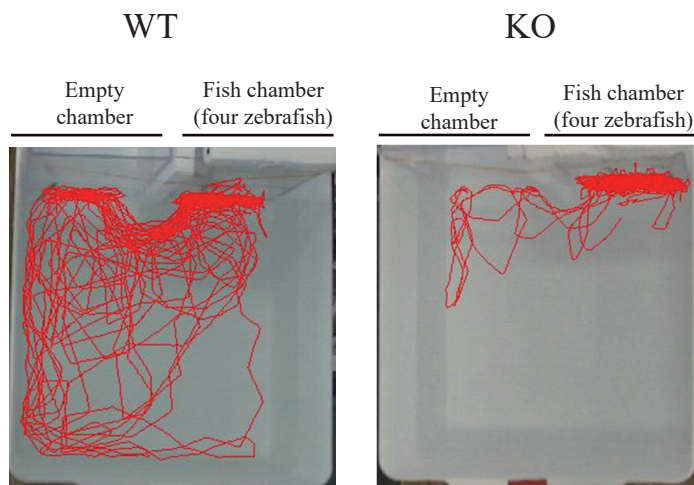 WT
KO
Empty
chamber
Fish chamber
(four zebrafish)
Empty
chamber
Fish chamber
(four zebrafish)